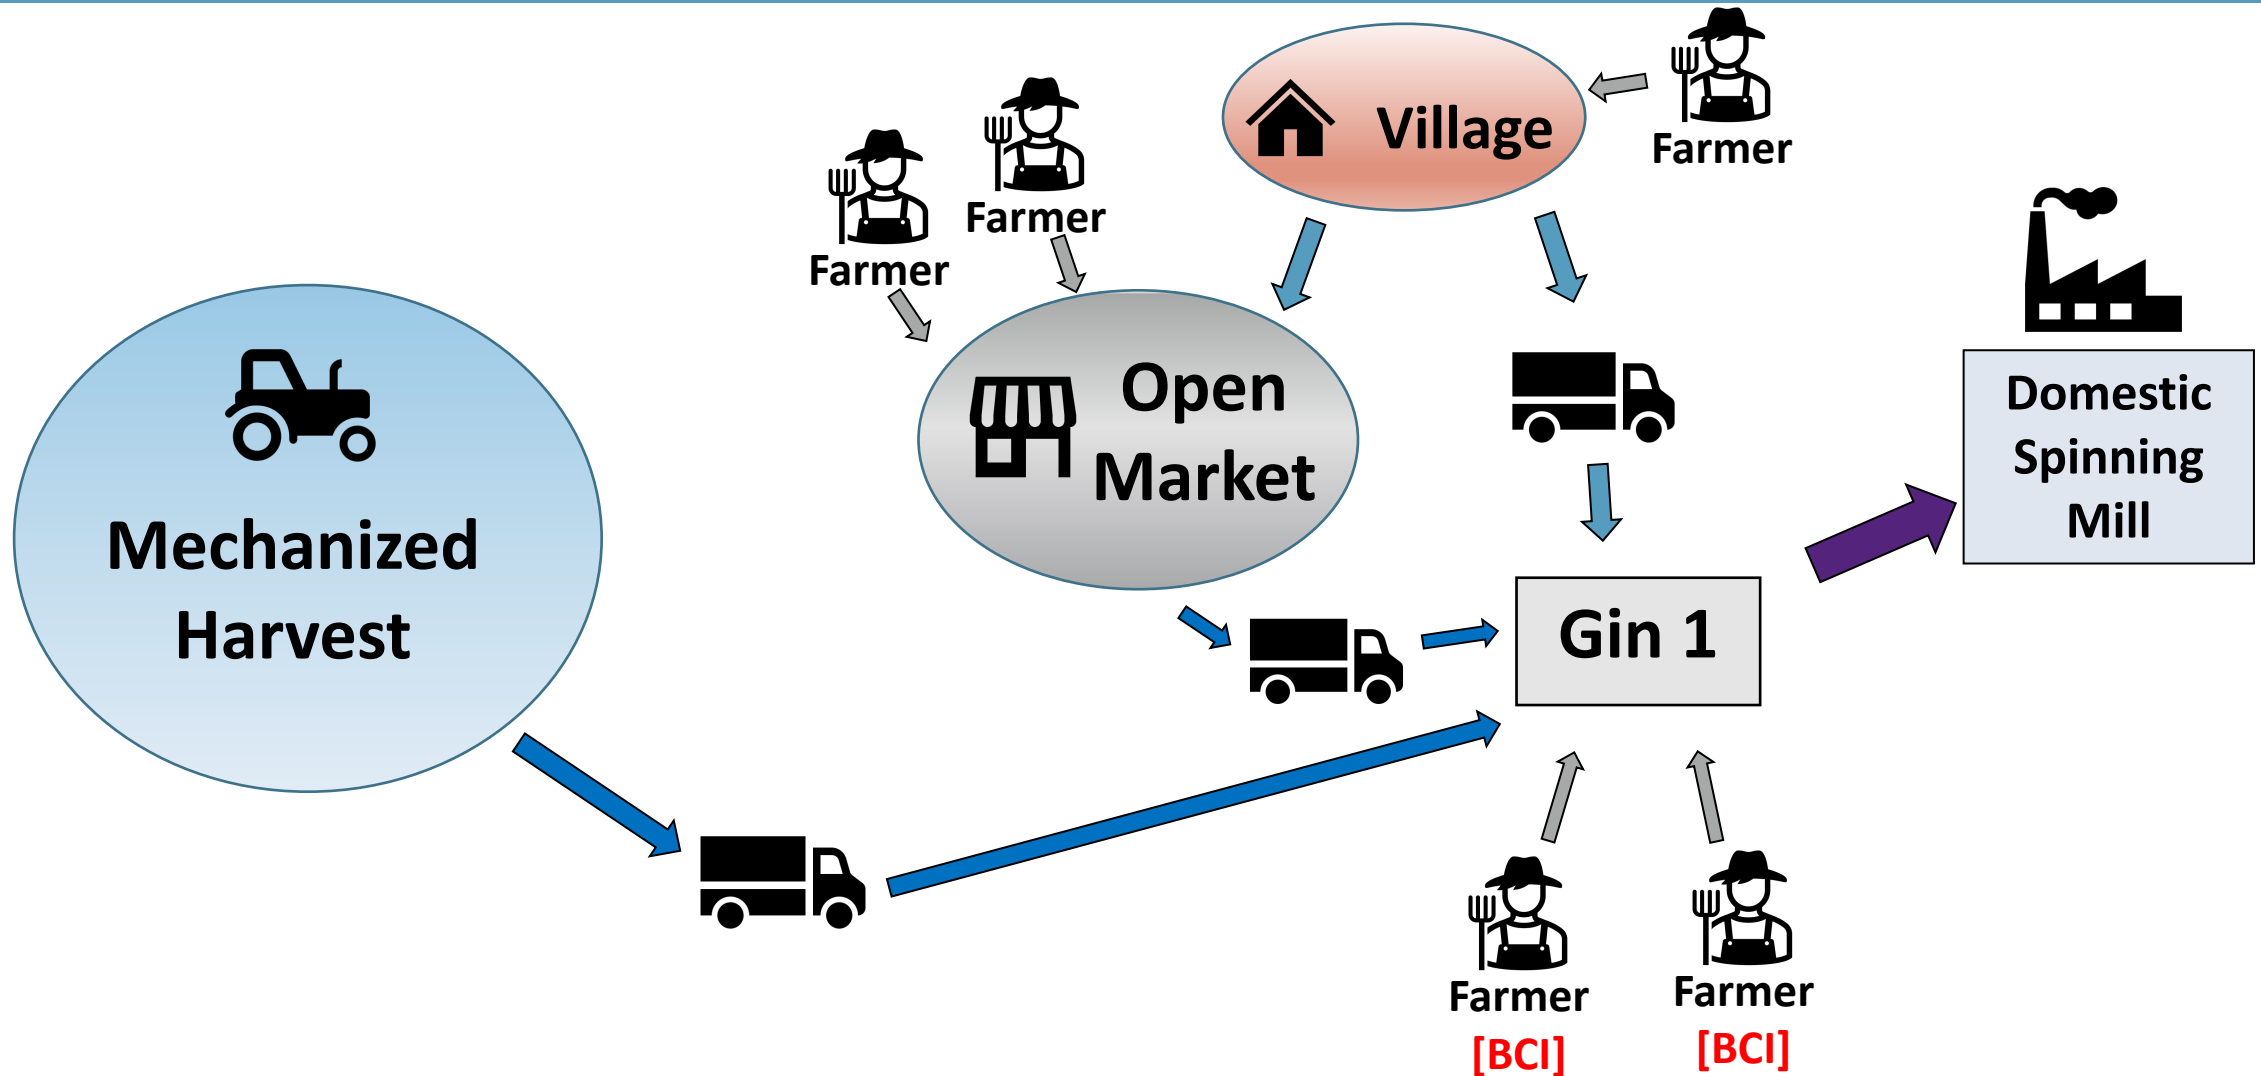 Village
Farmer
Farmer
Farmer
Open
Market
Domestic
Spinning
Mill
Mechanized
Harvest
Gin 1
Farmer
[BCI]
Farmer
[BCI]